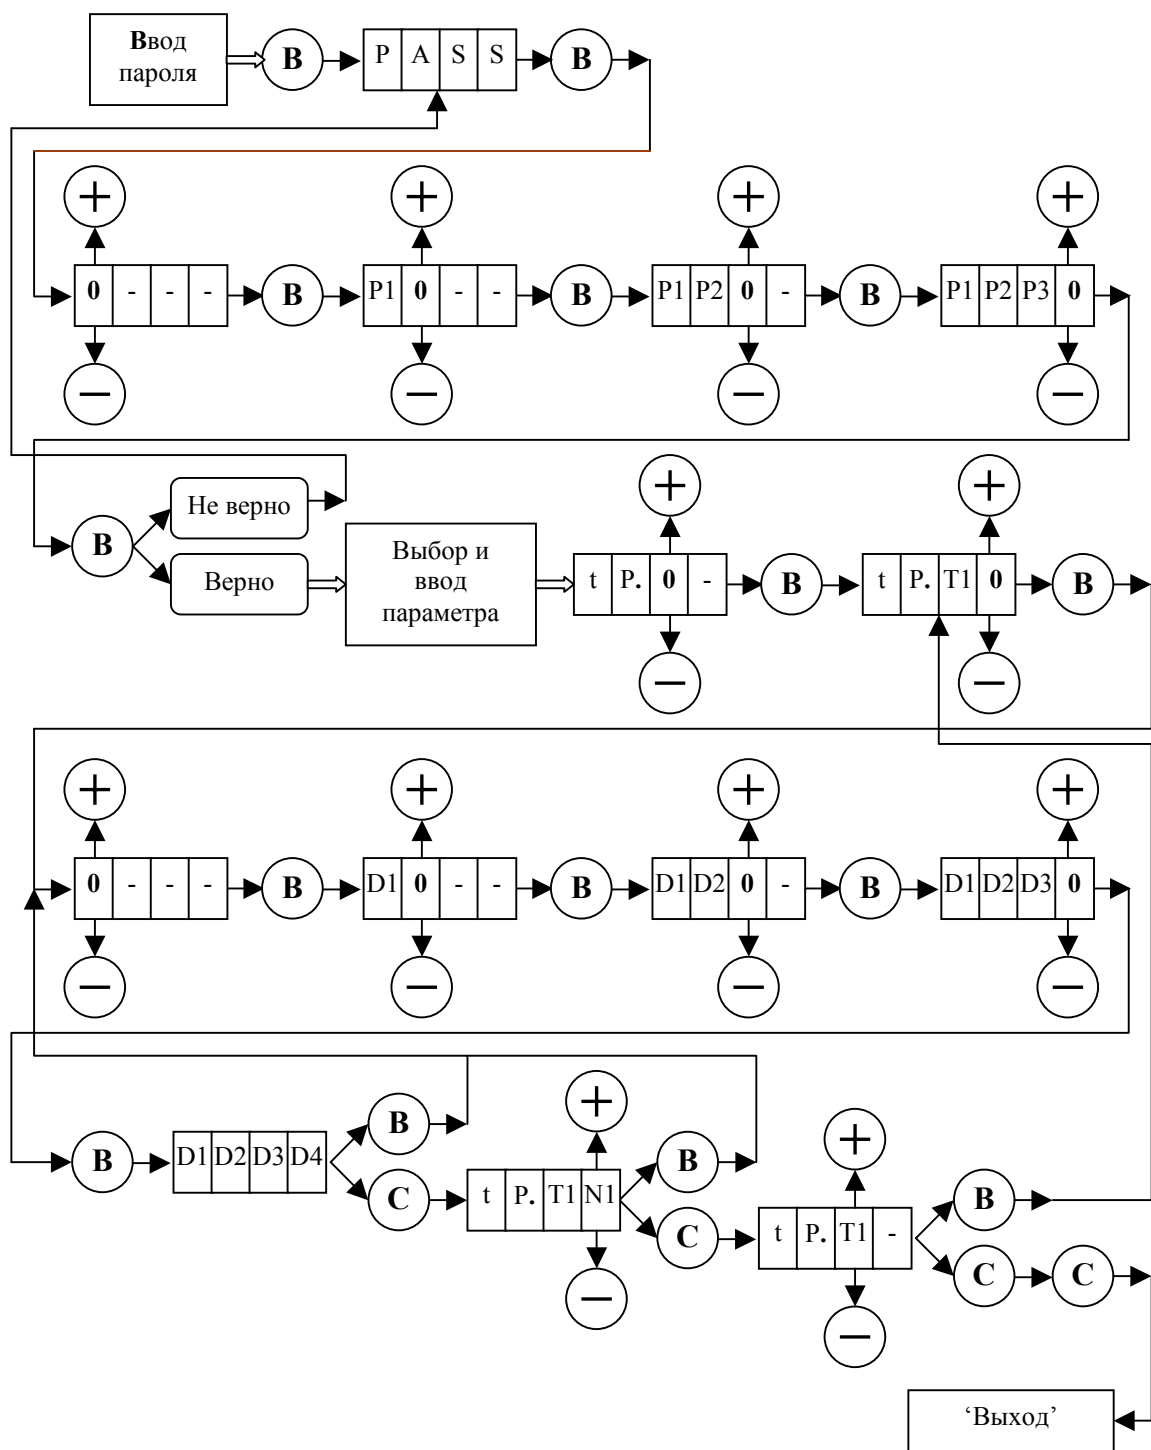 Ввод
пароля
В
P A S S
В
+ + + +
0 - - -
В
P1 0 - -
В
P1 P2 0 -
В
P1 P2 P3 0
− − − −
В
Не верно
Верно
Выбор и
ввод
параметра
+ +
t P. 0 -
В
t P. T1 0
В
− −
+ + + +
0 - - -
В
D1 0 - -
В
D1 D2 0 -
В
D1 D2 D3 0
− − − −
В
D1 D2 D3 D4
В
С
+
t P. T1 N1
−
В
С
+
t P. T1 -
−
В
С
С
‘Выход’